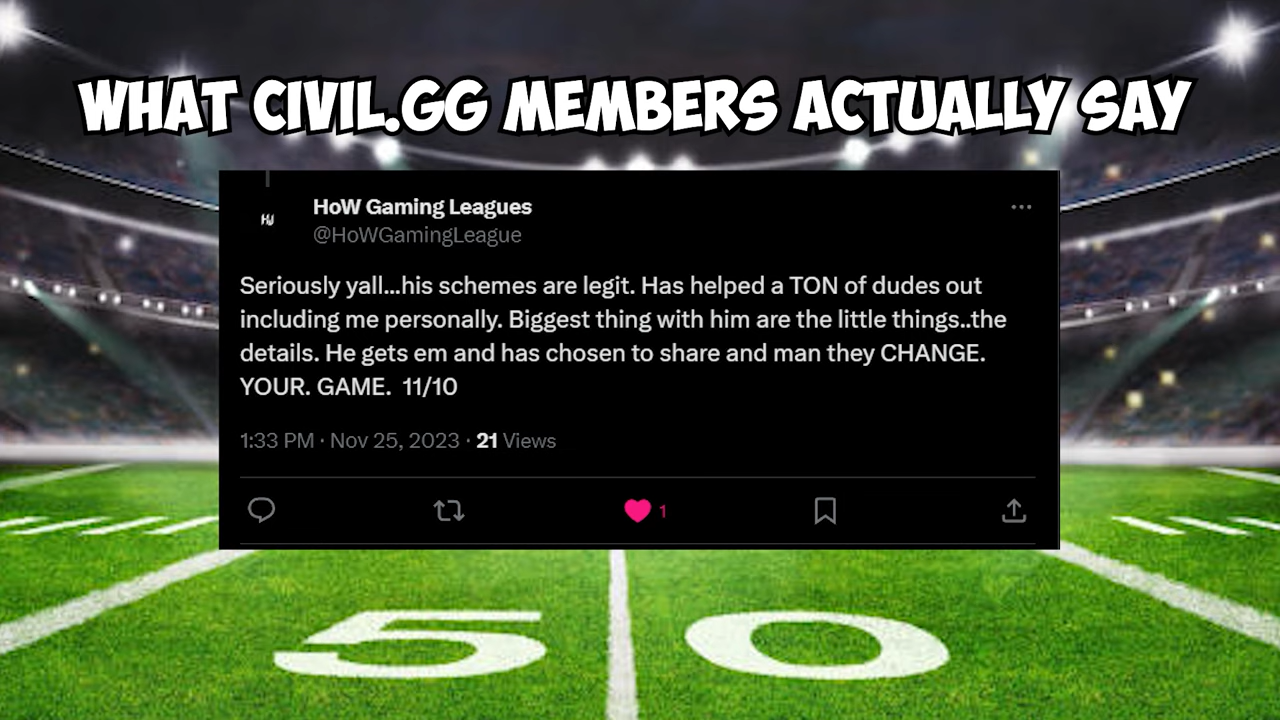 WHAT CIVIL.GG MEMBERS ACTUALLY SAY
HoW Gaming Leagues
@HoWGamingLeague
Seriously yall...his schemes are legit. Has helped a TON of dudes out
including me personally. Biggest thing with him are the little things..the
details. He gets em and has chosen to share and man they CHANGE.
YOUR. GAME.  11/10
1:33 PM · Nov 25, 2023 · 21 Views
1
5 0